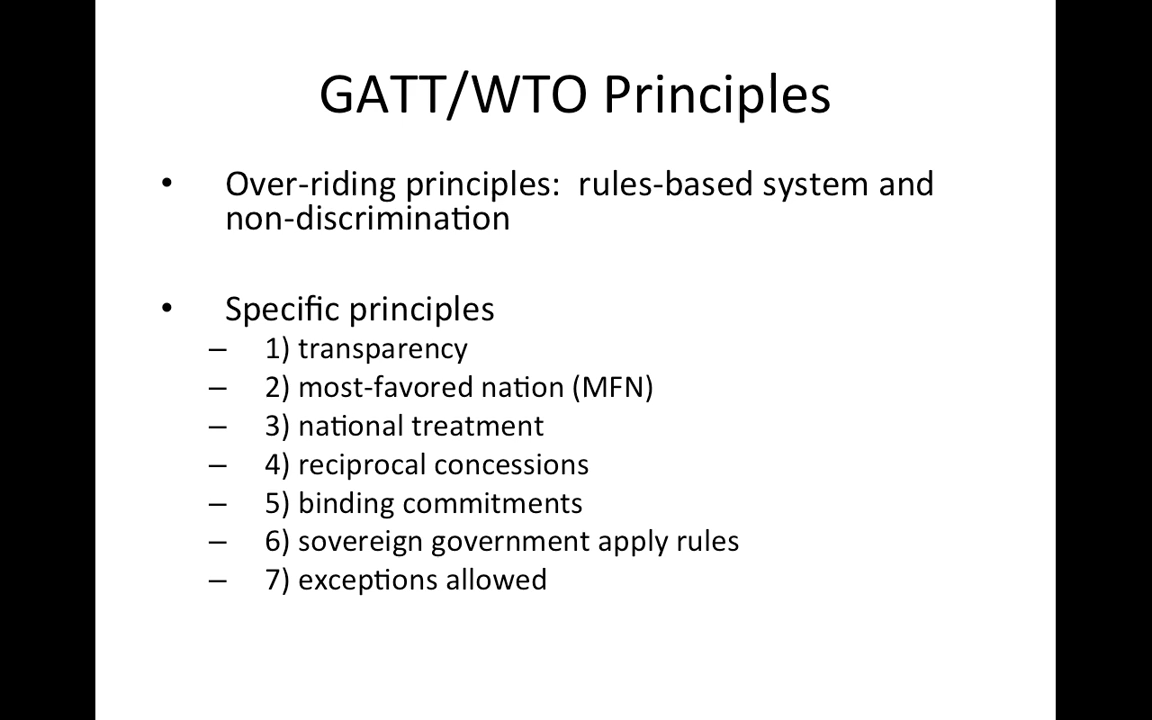 GATT/WTO Principles
• Over-riding principles:  rules-based system and
non-discrimination
• Specific principles
– 1) transparency
– 2) most-favored nation (MFN)
– 3) national treatment
– 4) reciprocal concessions
– 5) binding commitments
– 6) sovereign government apply rules
– 7) exceptions allowed